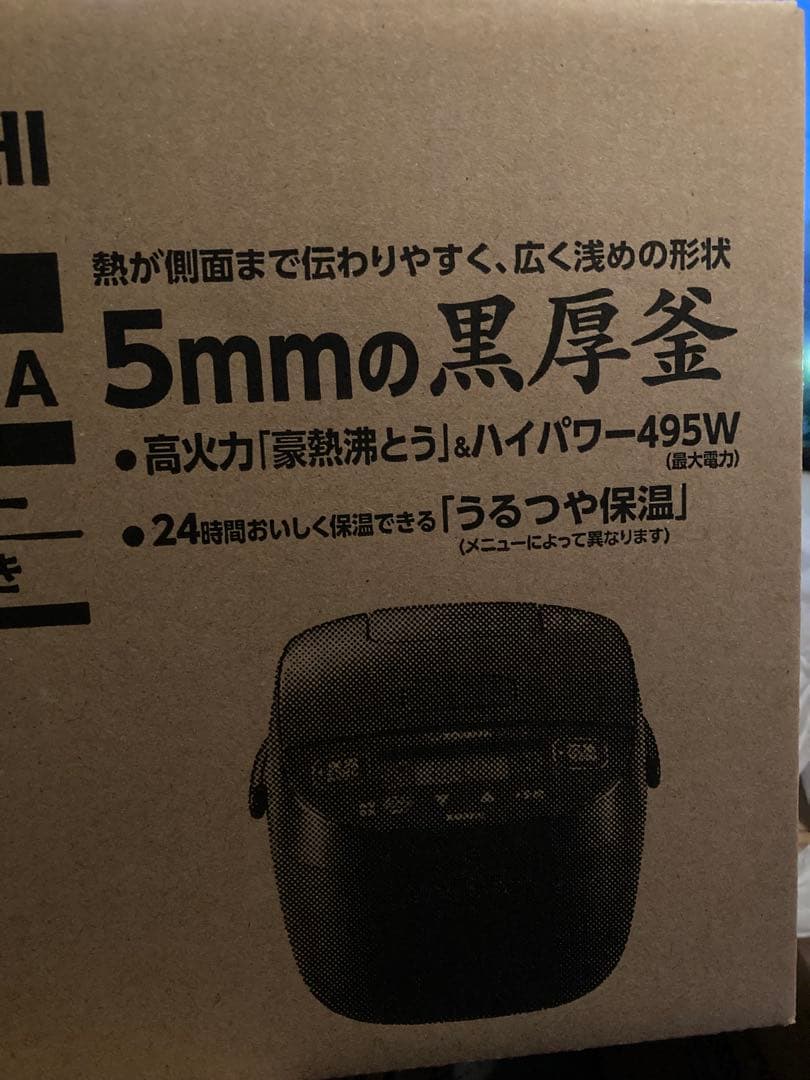 HI
熱が側面まで伝わりやすく、広く浅めの形状
5mmの黒厚釜
A
●高火力「豪熱沸とう」&ハイパワー495W
(最大電力)
●24時間おいしく保温できる「うるつや保温」
(メニューによって異なります)
き